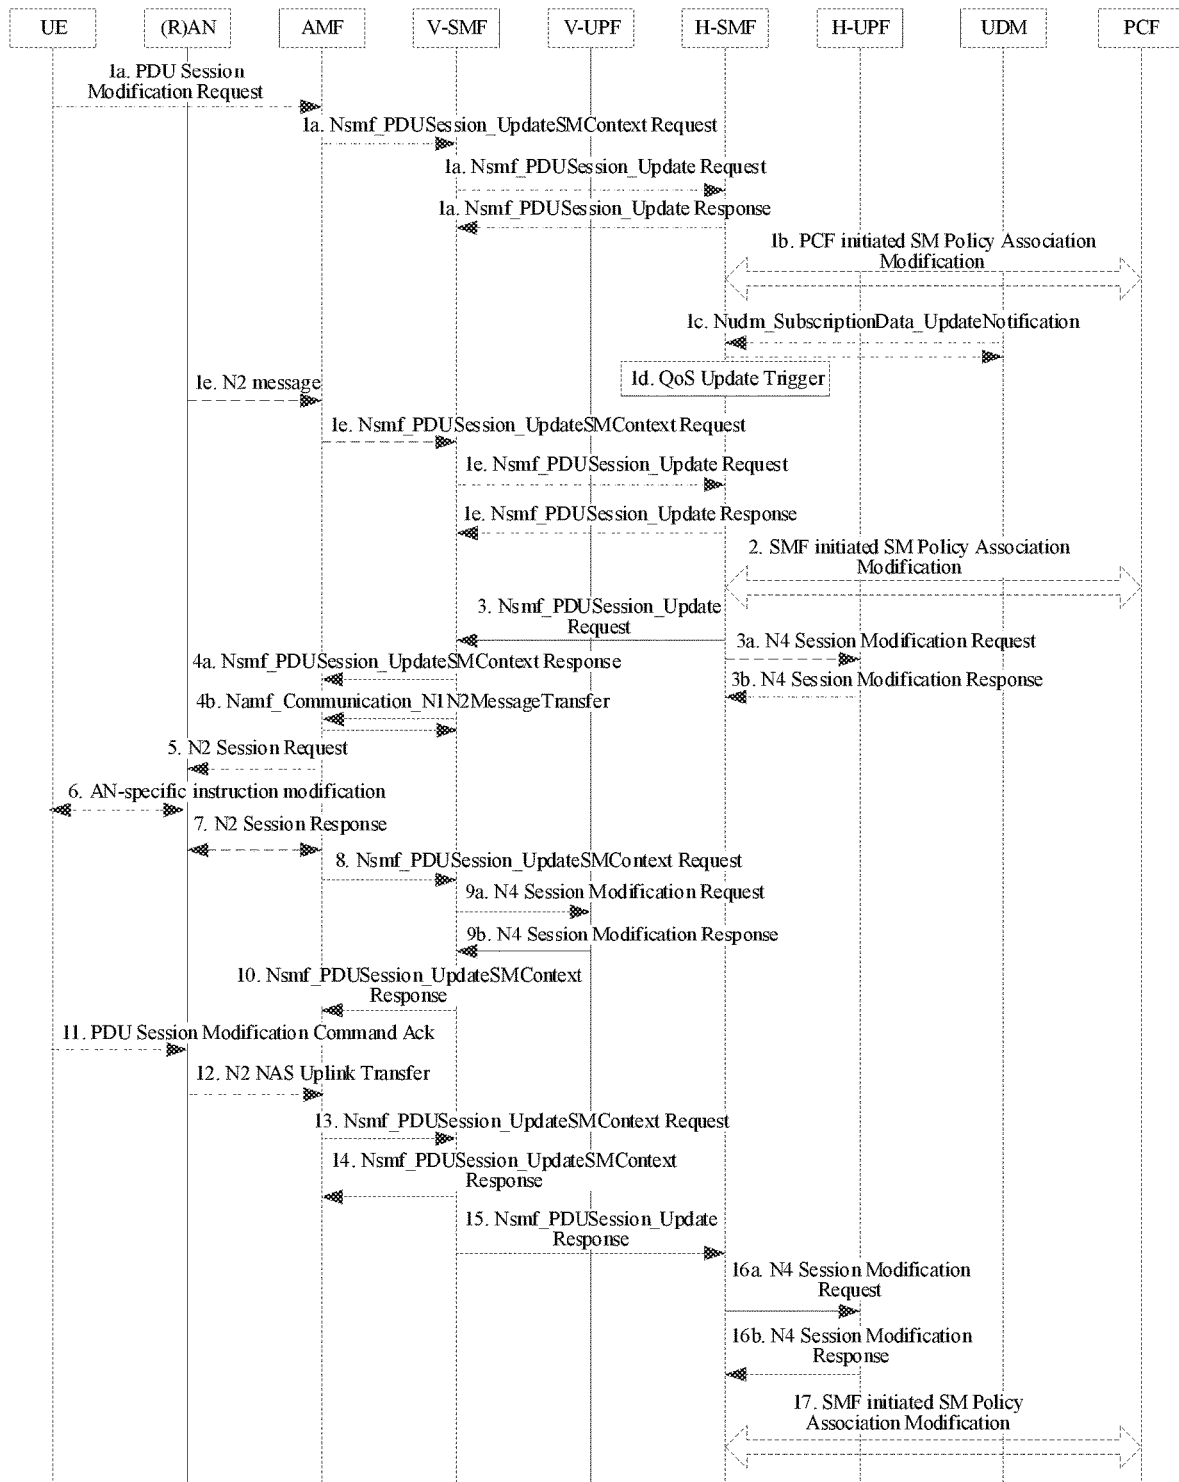 UE (R)AN AMF V-SMF V-UPF H-SMF H-UPF UDM PCF
1a. PDU Session
Modification Request
1a. Nsmf_PDUSession_UpdateSMContext Request
1a. Nsmf_PDUSession_Update Request
1a. Nsmf_PDUSession_Update Response
1b. PCF initiated SM Policy Association
Modification
1c. Nudm_SubscriptionData_UpdateNotification
1d. QoS Update Trigger
1e. N2 message
1e. Nsmf_PDUSession_UpdateSMContext Request
1e. Nsmf_PDUSession_Update Request
1e. Nsmf_PDUSession_Update Response
2. SMF initiated SM Policy Association
Modification
3. Nsmf_PDUSession_Update
Request
3a. N4 Session Modification Request
4a. Nsmf_PDUSession_UpdateSMContext Response
3b. N4 Session Modification Response
4b. Namf_Communication_N1N2MessageTransfer
5. N2 Session Request
6. AN-specific instruction modification
7. N2 Session Response
8. Nsmf_PDUSession_UpdateSMContext Request
9a. N4 Session Modification Request
9b. N4 Session Modification Response
10. Nsmf_PDUSession_UpdateSMContext
Response
11. PDU Session Modification Command Ack
12. N2 NAS Uplink Transfer
13. Nsmf_PDUSession_UpdateSMContext Request
14. Nsmf_PDUSession_UpdateSMContext
Response
15. Nsmf_PDUSession_Update
Response
16a. N4 Session Modification
Request
16b. N4 Session Modification
Response
17. SMF initiated SM Policy
Association Modification